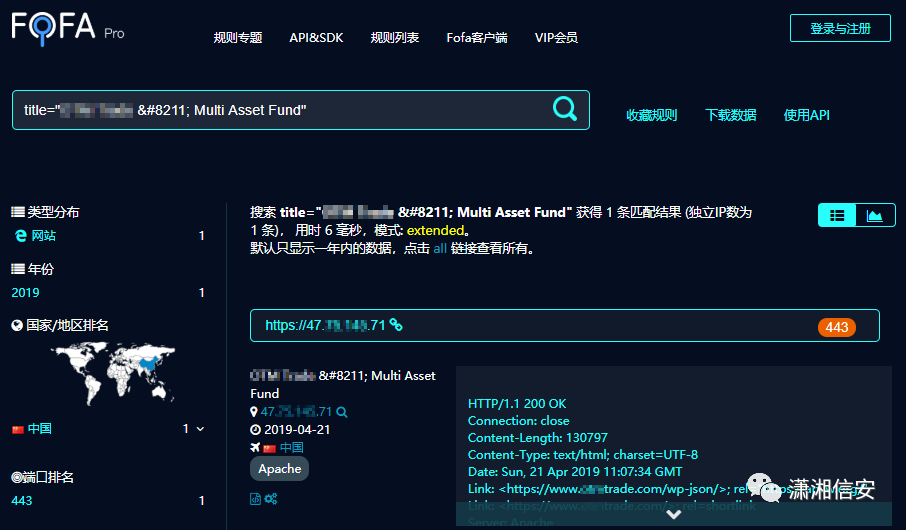 FOFA Pro
规则专题 API&SDK 规则列表 Fofa客户端 VIP会员
登录与注册
title=" &#8211; Multi Asset Fund"
收藏规则 下载数据 使用API
类型分布
网站 1
年份
2019 1
国家/地区排名
中国 1
端口排名
443 1
搜索 title=" &#8211; Multi Asset Fund" 获得 1 条匹配结果 (独立IP数为
1 条)， 用时 6 毫秒，模式: extended。
默认只显示一年内的数据，点击 all 链接查看所有。
https://47. .71
443
&#8211; Multi Asset
Fund
47. .71
2019-04-21
中国
Apache
HTTP/1.1 200 OK
Connection: close
Content-Length: 130797
Content-Type: text/html; charset=UTF-8
Date: Sun, 21 Apr 2019 11:07:34 GMT
Link: <https://www. trade.com/wp-json/>;
Link: <https://www. trade.com/>; rel=shortlink
Server: Apache
潇湘信安